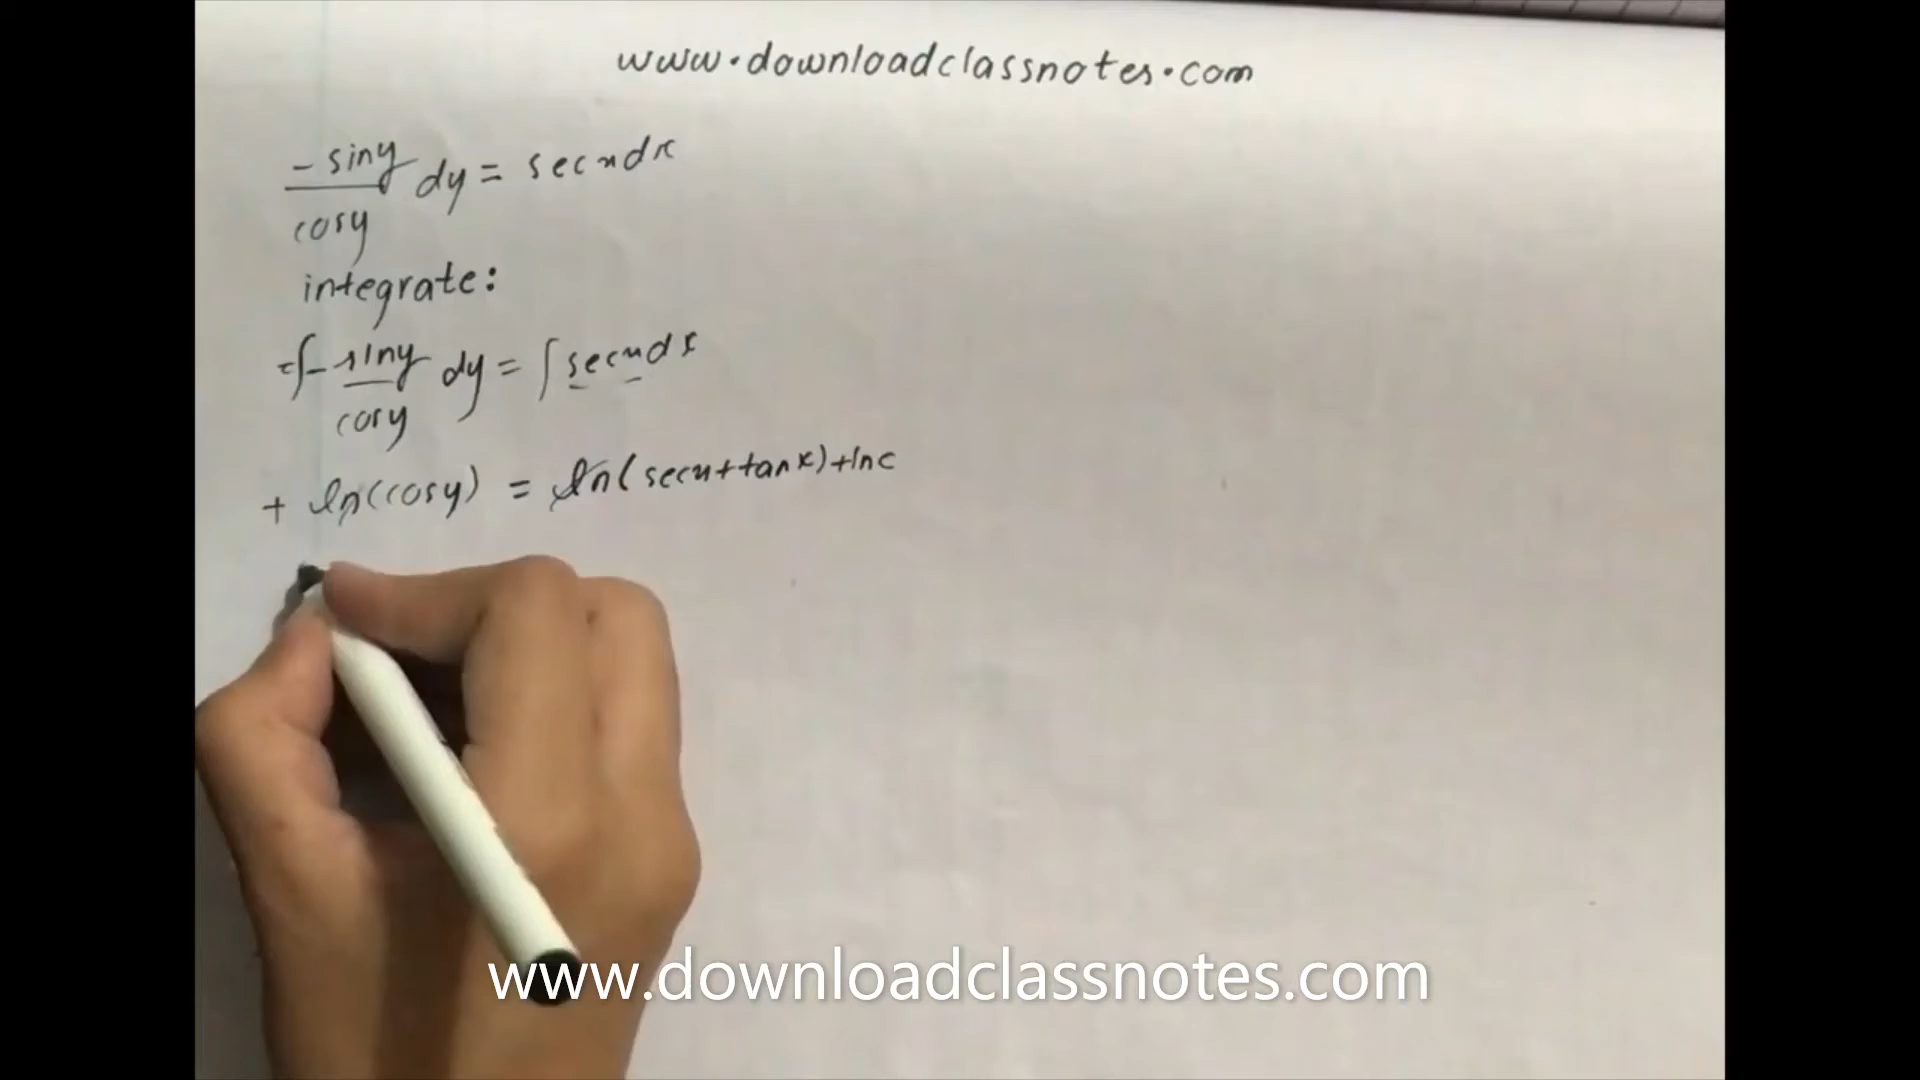 www.downloadclassnotes.com
-siny/cosy dy = secxdx
integrate:
=∫-siny/cosy dy = ∫secxdx
+ ln(cosy) = ln(secx+tanx)+lnc
www.downloadclassnotes.com